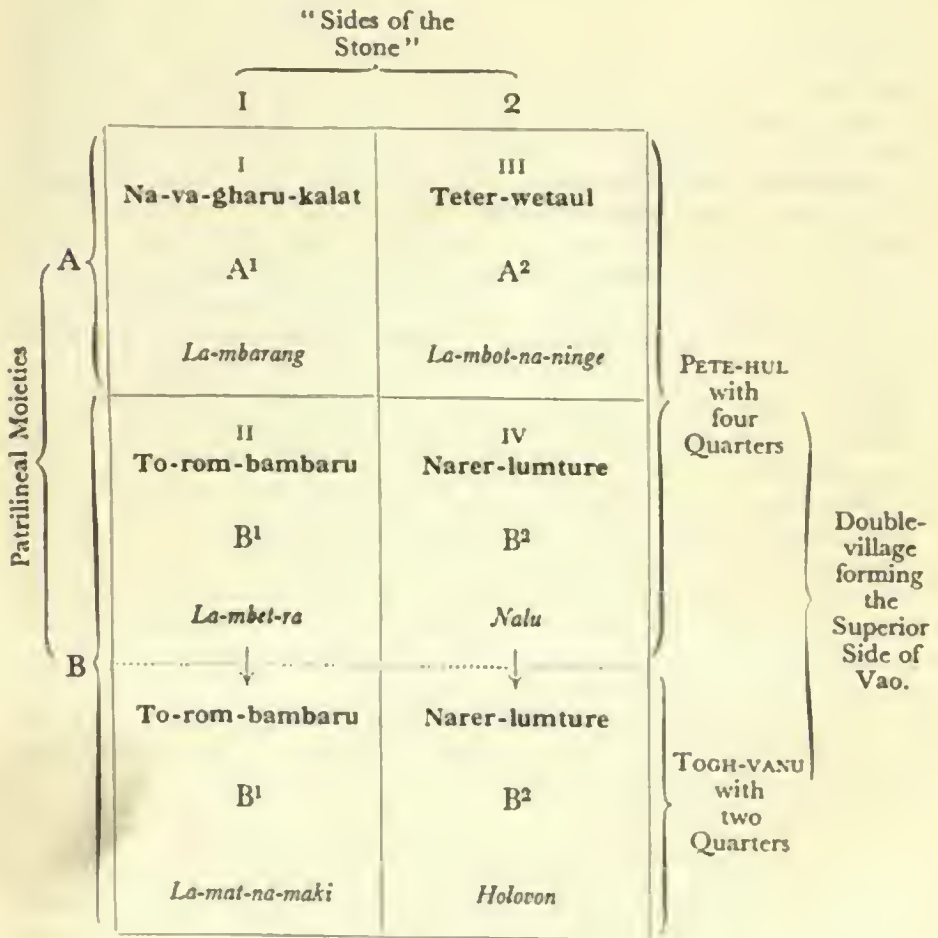 "Sides of the
Stone"
I 2
I
Na-va-gharu-kalat
A¹
La-mbarang
III
Teter-wetaul
A²
La-mbot-na-ninge
A
Patrilineal Moieties
PETE-HUL
with
four
Quarters
II
To-rom-bambaru
B¹
La-mbet-ra
IV
Narer-lumture
B²
Nalu
B
Double-
village
forming
the
Superior
Side of
Vao.
To-rom-bambaru
B¹
La-mat-na-maki
Narer-lumture
B²
Holovon
TOGH-VANU
with
two
Quarters